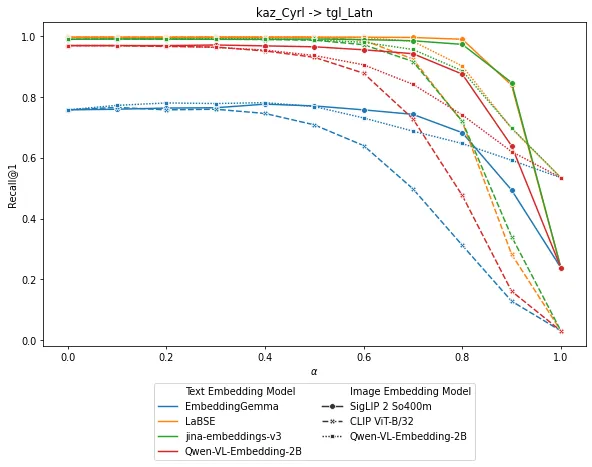 kaz_Cyrl -> tgl_Latn
Recall@1
1.0
0.8
0.6
0.4
0.2
0.0
0.0 0.2 0.4 0.6 0.8 1.0
α
Text Embedding Model
EmbeddingGemma
LaBSE
jina-embeddings-v3
Qwen-VL-Embedding-2B
Image Embedding Model
SigLIP 2 So400m
CLIP ViT-B/32
Qwen-VL-Embedding-2B